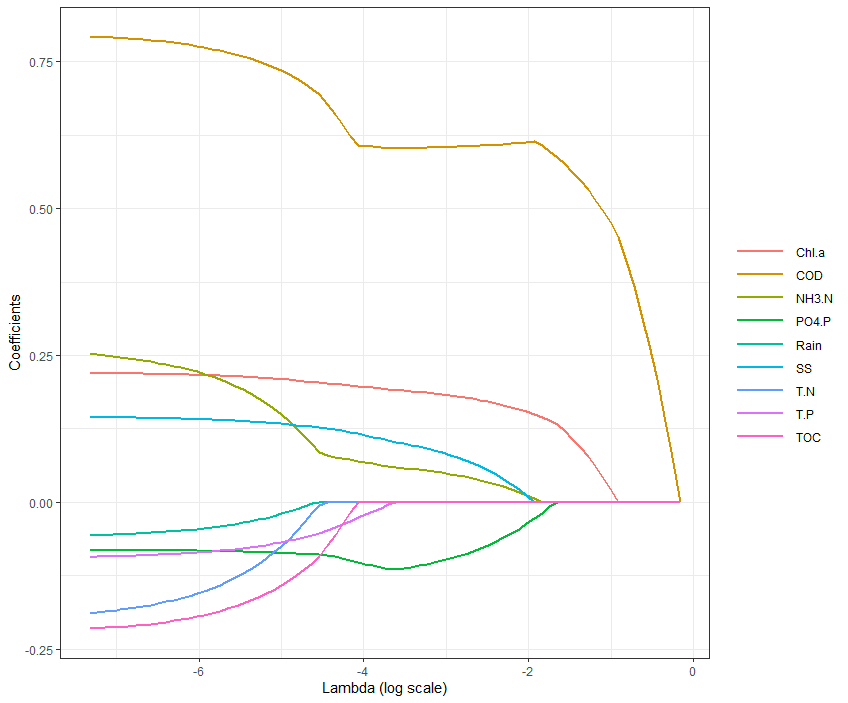 0.75
0.50
0.25
0.00
-0.25
Coefficients
-6
-4
-2
0
Lambda (log scale)
Chl.a
COD
NH3.N
PO4.P
Rain
SS
T.N
T.P
TOC